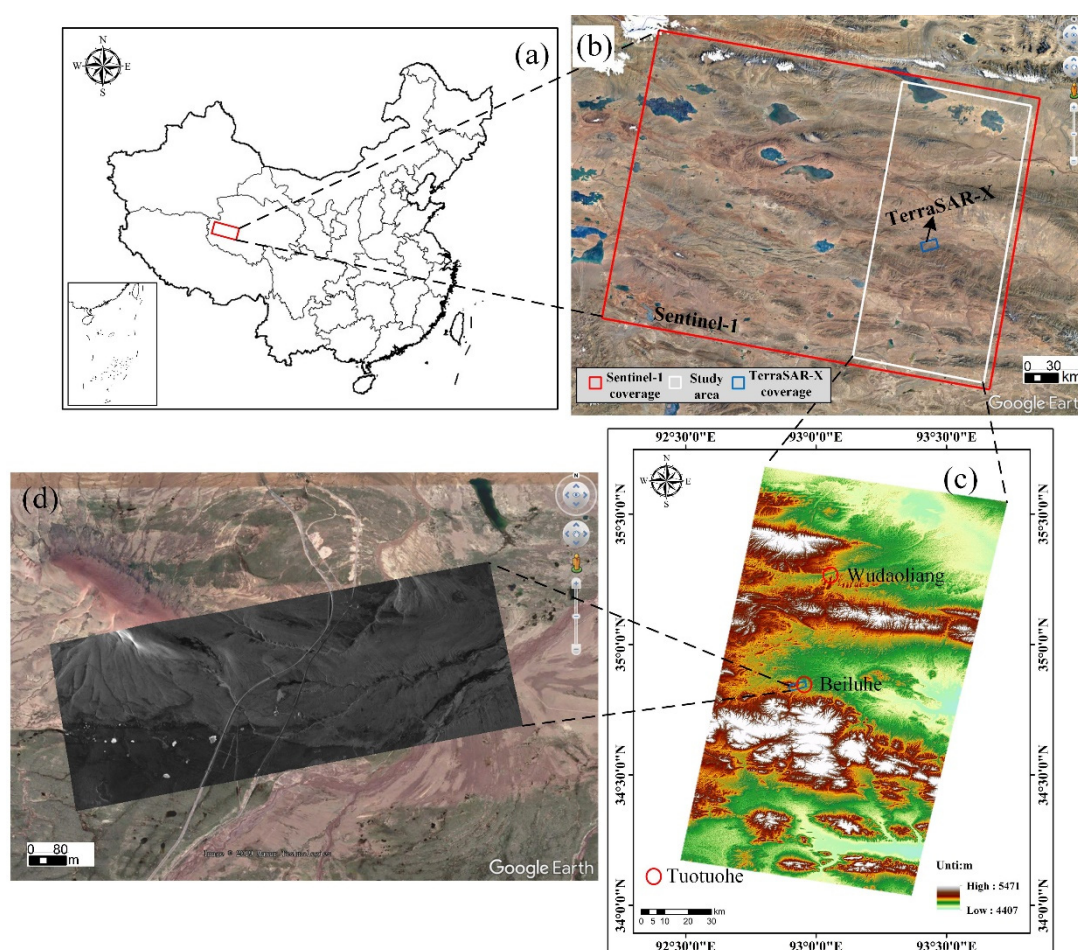 (a)
N
W
E
S
(b)
TerraSAR-X
Sentinel-1
Sentinel-1 coverage
Study area
TerraSAR-X coverage
0 30
km
Google Earth
(c)
92°30'0"E 93°0'0"E 93°30'0"E
N
W
E
S
35°30'0"N
35°0'0"N
34°30'0"N
34°0'0"N
35°30'0"N
35°0'0"N
34°30'0"N
34°0'0"N
Wudaoliang
Beiluhe
Tuotuohe
Unti:m
High : 5471
Low : 4407
0 5 10 20 30
KM
92°30'0"E 93°0'0"E 93°30'0"E
(d)
N
0 80
m
Google Earth